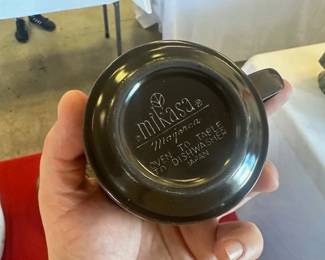 mikasa®
Majorca
OVEN TO TABLE
TO DISHWASHER
JAPAN